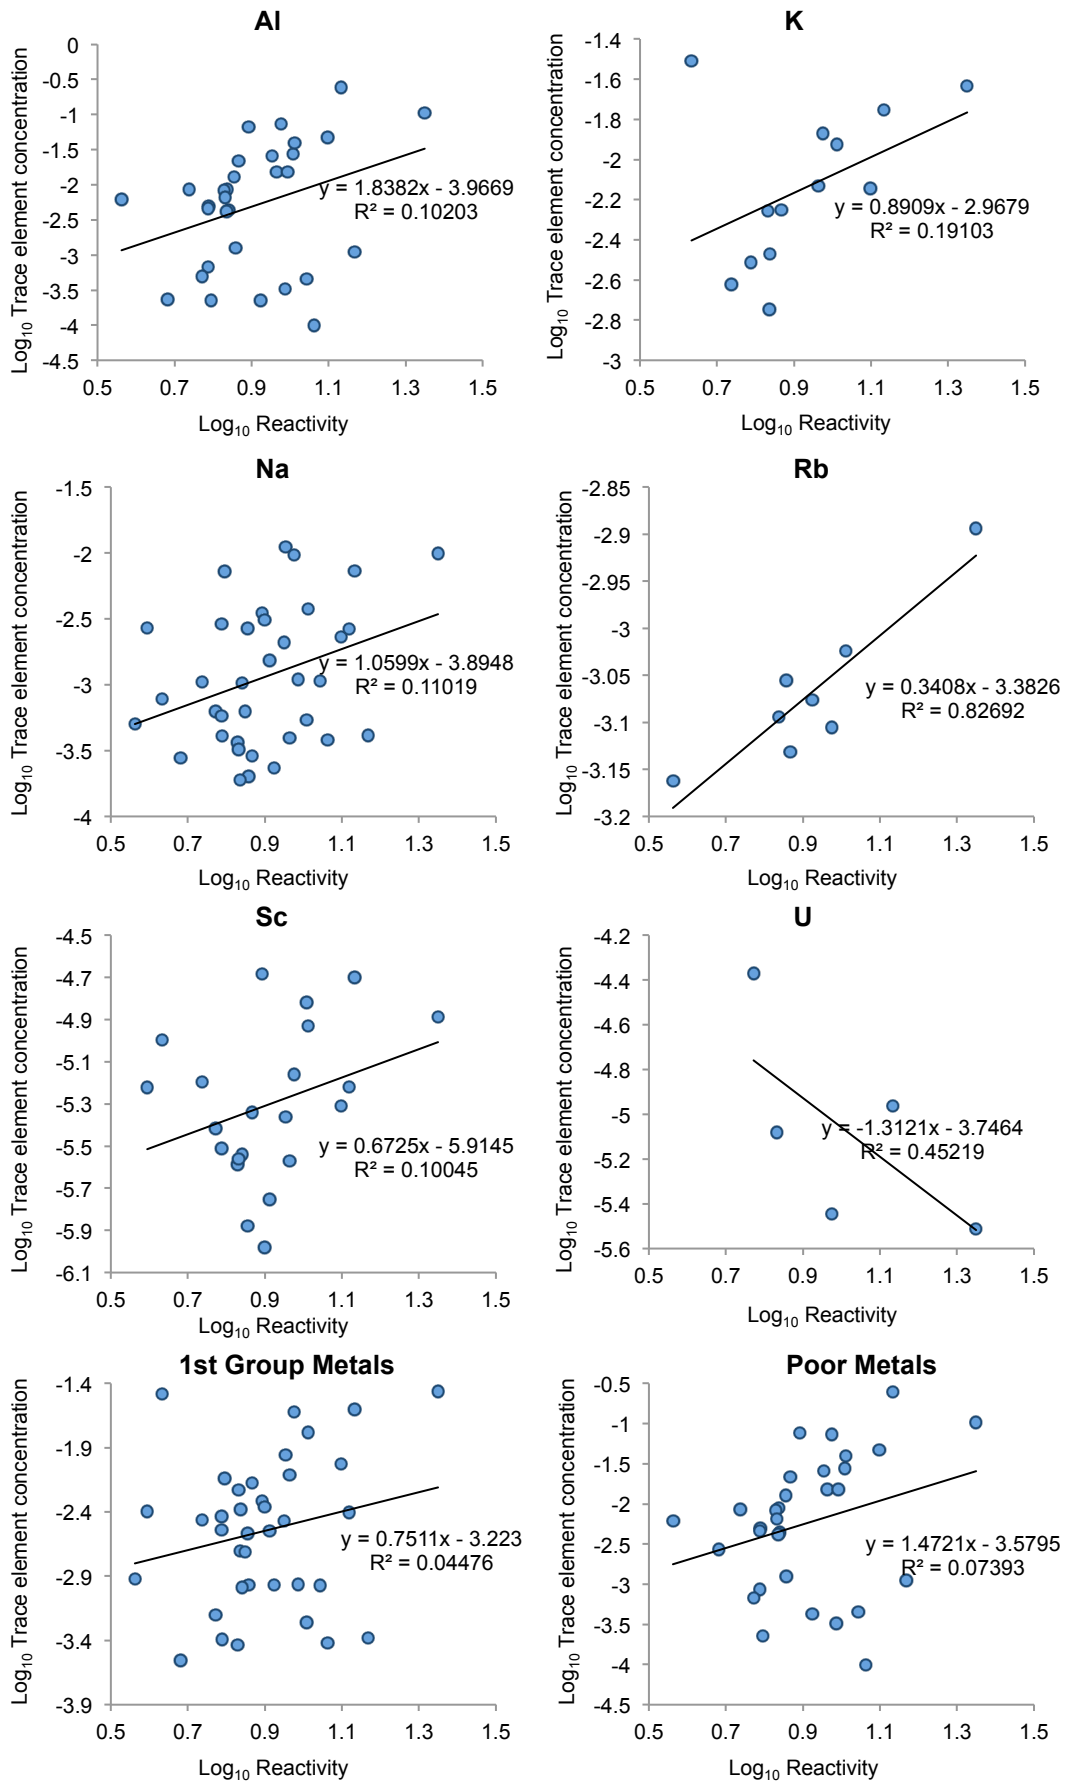 Al
Log10 Trace element concentration
0
-0.5
-1
-1.5
-2
-2.5
-3
-3.5
-4
-4.5
y = 1.8382x - 3.9669
R² = 0.10203
0.5 0.7 0.9 1.1 1.3 1.5
Log10 Reactivity
K
Log10 Trace element concentration
-1.4
-1.6
-1.8
-2
-2.2
-2.4
-2.6
-2.8
-3
y = 0.8909x - 2.9679
R² = 0.19103
0.5 0.7 0.9 1.1 1.3 1.5
Log10 Reactivity
Na
Log10 Trace element concentration
-1.5
-2
-2.5
-3
-3.5
-4
y = 1.0599x - 3.8948
R² = 0.11019
0.5 0.7 0.9 1.1 1.3 1.5
Log10 Reactivity
Rb
Log10 Trace element concentration
-2.85
-2.9
-2.95
-3
-3.05
-3.1
-3.15
-3.2
y = 0.3408x - 3.3826
R² = 0.82692
0.5 0.7 0.9 1.1 1.3 1.5
Log10 Reactivity
Sc
Log10 Trace element concentration
-4.5
-4.7
-4.9
-5.1
-5.3
-5.5
-5.7
-5.9
-6.1
y = 0.6725x - 5.9145
R² = 0.10045
0.5 0.7 0.9 1.1 1.3 1.5
Log10 Reactivity
U
Log10 Trace element concentration
-4.2
-4.4
-4.6
-4.8
-5
-5.2
-5.4
-5.6
y = -1.3121x - 3.7464
R² = 0.45219
0.5 0.7 0.9 1.1 1.3 1.5
Log10 Reactivity
1st Group Metals
Log10 Trace element concentration
-1.4
-1.9
-2.4
-2.9
-3.4
-3.9
y = 0.7511x - 3.223
R² = 0.04476
0.5 0.7 0.9 1.1 1.3 1.5
Log10 Reactivity
Poor Metals
Log10 Trace element concentration
-0.5
-1
-1.5
-2
-2.5
-3
-3.5
-4
-4.5
y = 1.4721x - 3.5795
R² = 0.07393
0.5 0.7 0.9 1.1 1.3 1.5
Log10 Reactivity